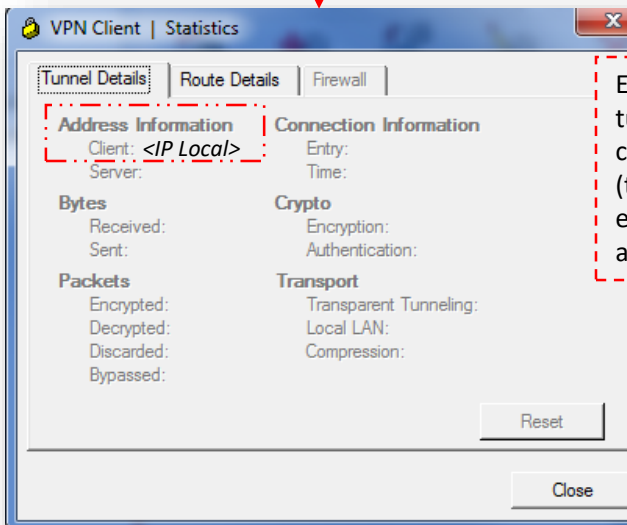 VPN Client | Statistics
Tunnel Details Route Details Firewall
Address Information
Client: <IP Local>
Server:
Connection Information
Entry:
Time:
Bytes
Received:
Sent:
Crypto
Encryption:
Authentication:
Packets
Encrypted:
Decrypted:
Discarded:
Bypassed:
Transport
Transparent Tunneling:
Local LAN:
Compression:
Reset
Close